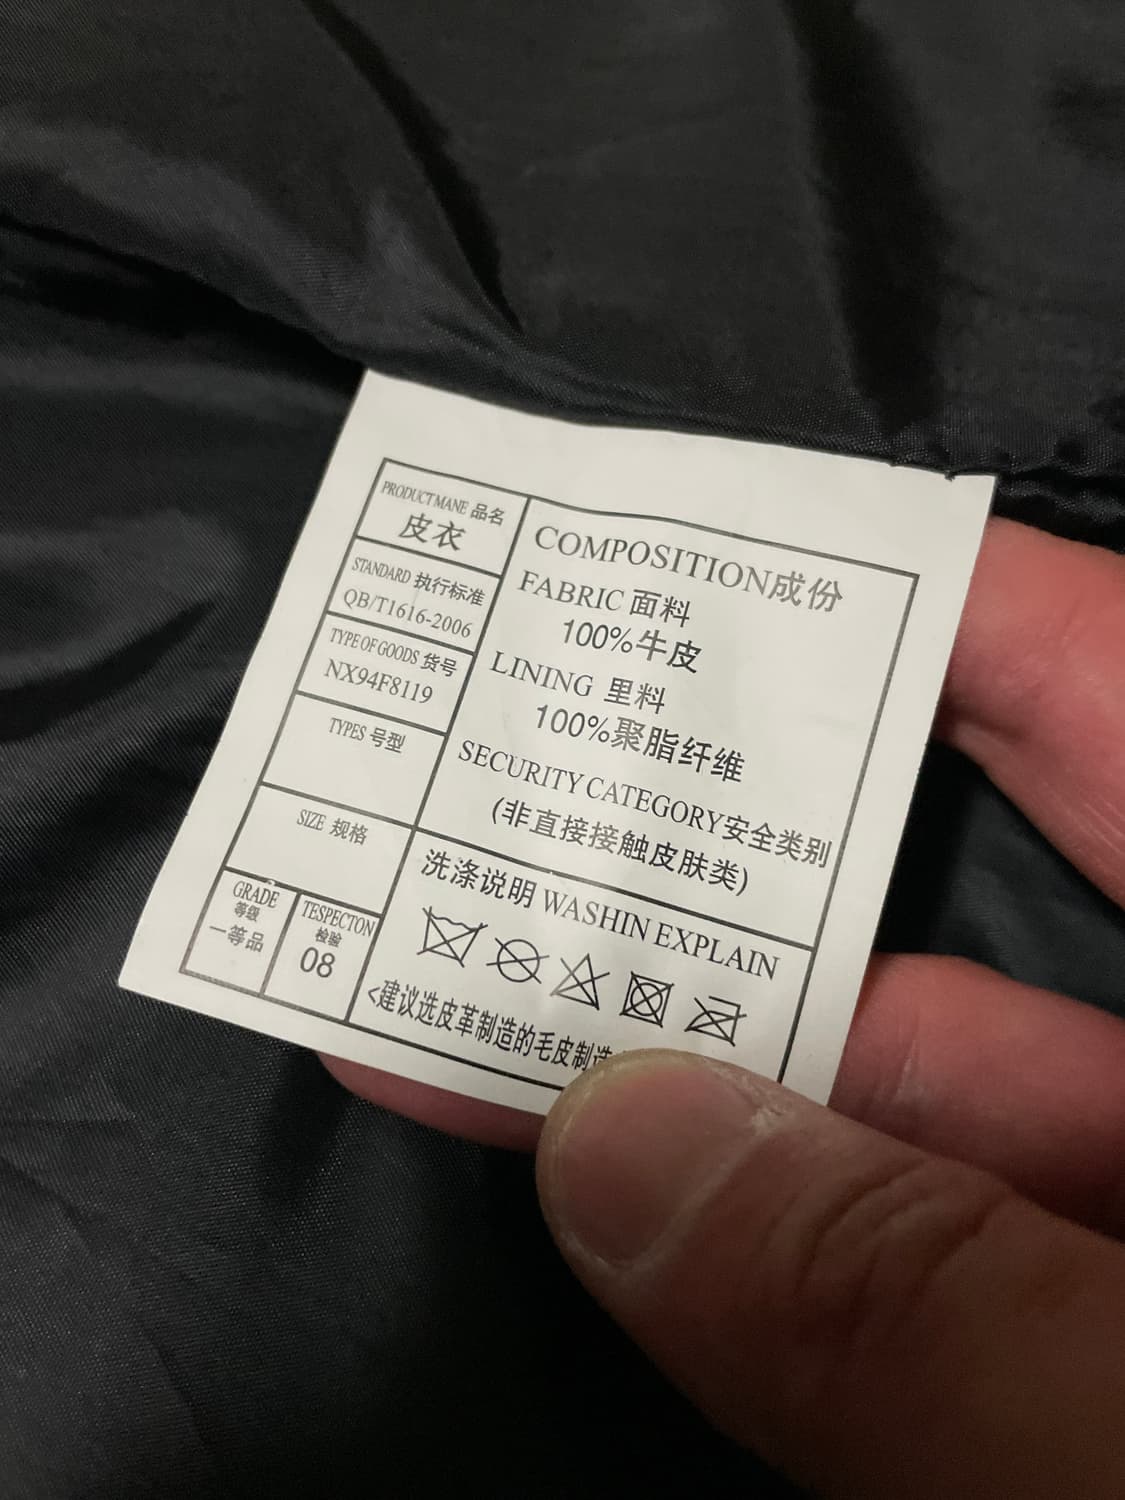 PRODUCT MANE 品名
皮衣
STANDARD 执行标准
QB/T1616-2006
TYPE OF GOODS 货号
NX94F8119
TYPES 号型
SIZE 规格
GRADE
等级
一等品
TESPECTON
检验
08
COMPOSITION成份
FABRIC 面料
100%牛皮
LINING 里料
100%聚脂纤维
SECURITY CATEGORY安全类别
(非直接接触皮肤类)
洗涤说明 WASHIN EXPLAIN
<建议选皮革制造的毛皮制造